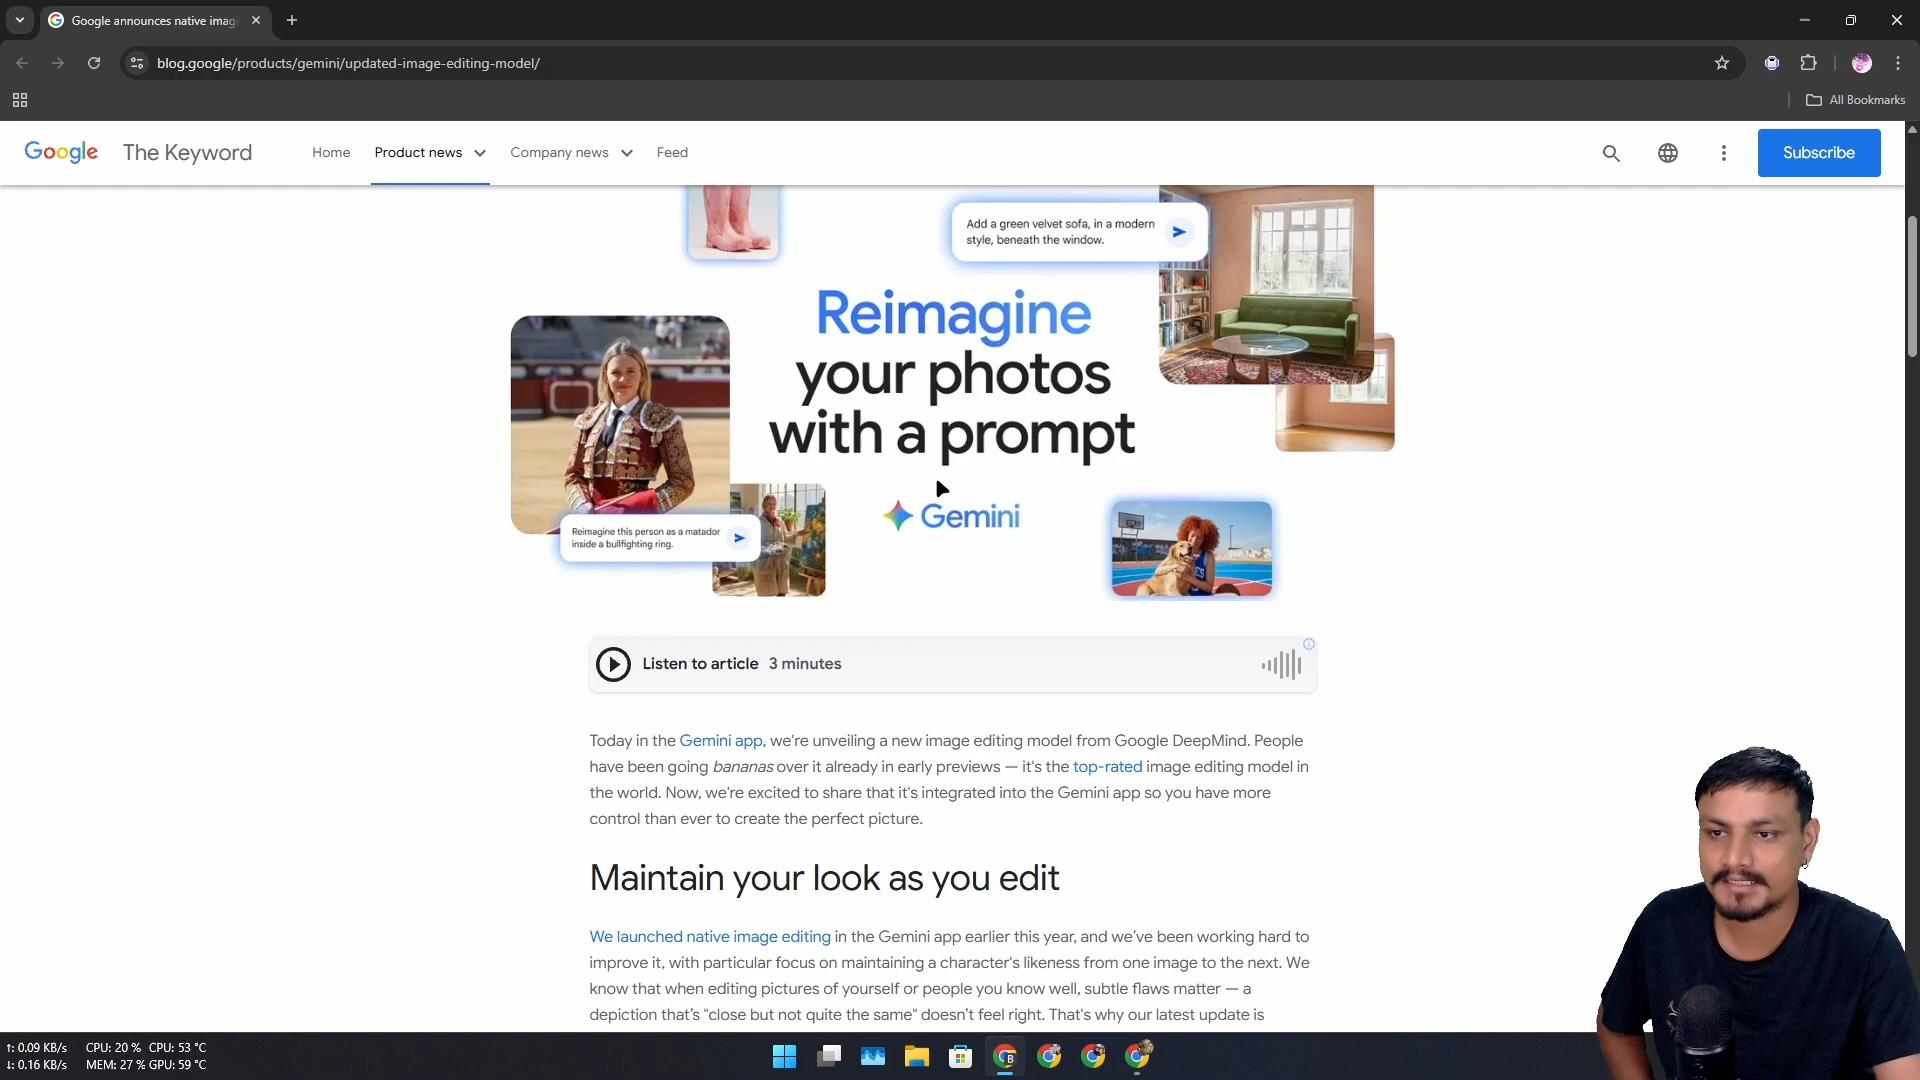 Google announces native imag
blog.google/products/gemini/updated-image-editing-model/
All Bookmarks
Google The Keyword
Home
Product news
Company news
Feed
Subscribe
Add a green velvet sofa, in a modern
style, beneath the window.
Reimagine
your photos
with a prompt
Gemini
Reimagine this person as a matador
inside a bullfighting ring.
Listen to article 3 minutes
Today in the Gemini app, we're unveiling a new image editing model from Google DeepMind. People
have been going bananas over it already in early previews — it's the top-rated image editing model in
the world. Now, we're excited to share that it's integrated into the Gemini app so you have more
control than ever to create the perfect picture.
Maintain your look as you edit
We launched native image editing in the Gemini app earlier this year, and we've been working hard to
improve it, with particular focus on maintaining a character's likeness from one image to the next. We
know that when editing pictures of yourself or people you know well, subtle flaws matter — a
depiction that's "close but not quite the same" doesn't feel right. That's why our latest update is
↑: 0.09 KB/s CPU: 20 % CPU: 53 °C
↓: 0.16 KB/s MEM: 27 % GPU: 59 °C